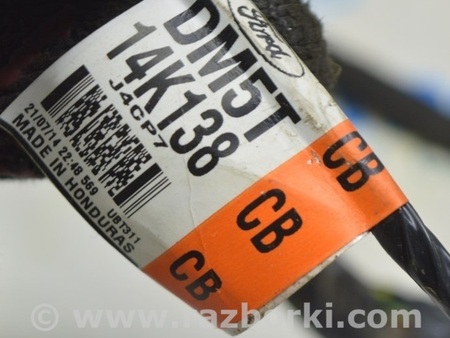 Ford
DM5T
14K138
J4CP7
21/07/14 22:48 569 UBT311
MADE IN HONDURAS
CB
CB
CB
© www.razborki.com